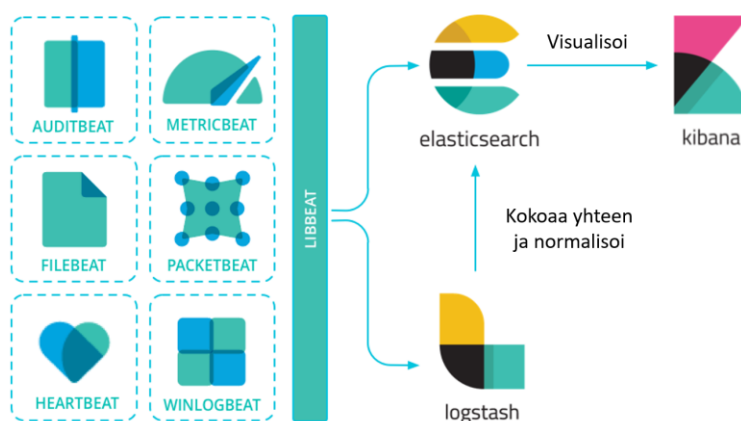 AUDITBEAT
METRICBEAT
FILEBEAT
PACKETBEAT
HEARTBEAT
WINLOGBEAT
LIBBEAT
elasticsearch
Visualisoi
kibana
Kokoaa yhteen
ja normalisoi
logstash